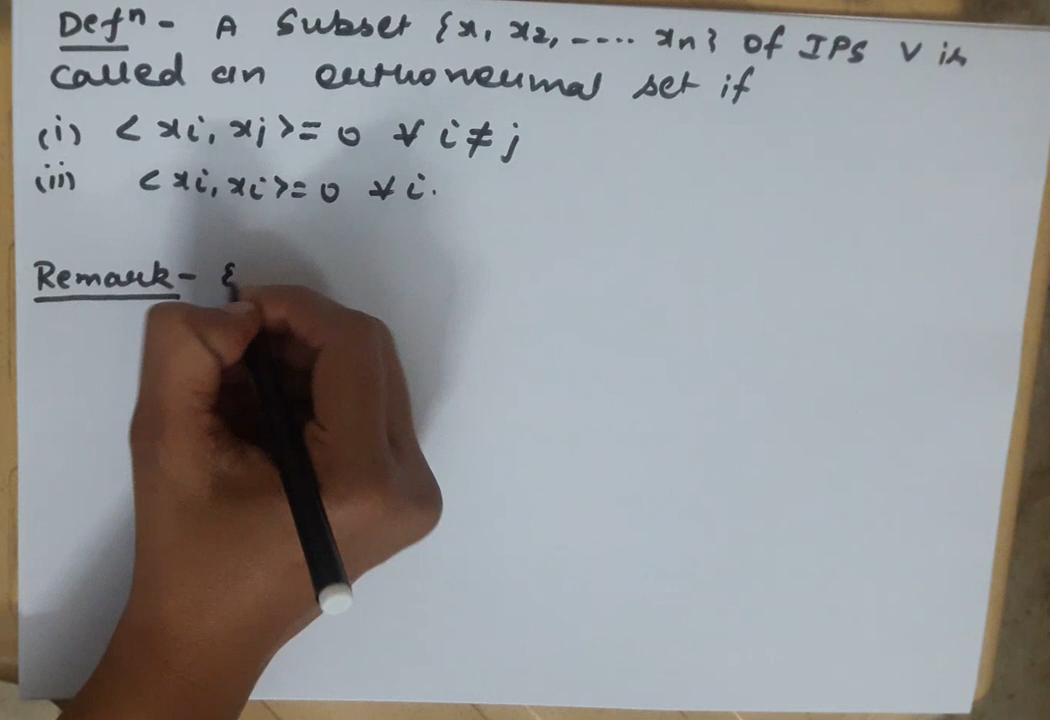 Defⁿ - A Subset {x, x2, ----. xn} of IPS V is
called an orthonormal set if
(i) < xi, xj >= 0 ∀ i ≠ j
(ii) < xi, xi >= 0 ∀ i.
Remark - {